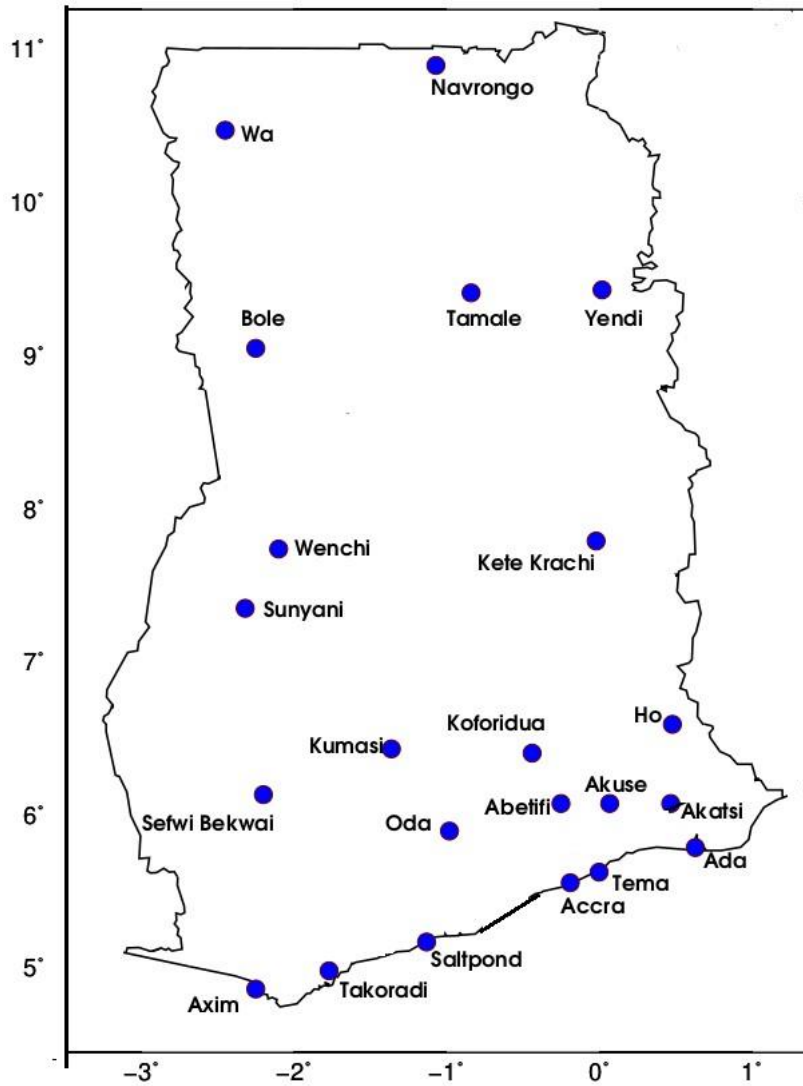 11°
Navrongo
Wa
10°
Bole
Tamale
Yendi
9°
8°
Wenchi
Kete Krachi
Sunyani
7°
Ho
Koforidua
Kumasi
Akuse
6°
Sefwi Bekwai
Oda
Abetifi
Akatsi
Ada
Tema
Accra
5°
Saltpond
Axim
Takoradi
−3° −2° −1° 0° 1°